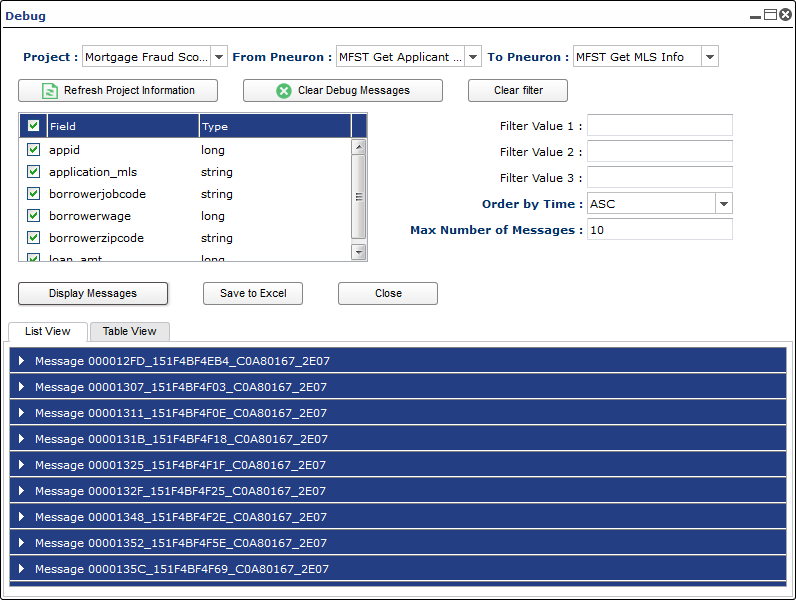 Debug
Project : Mortgage Fraud Sco... From Pneuron : MFST Get Applicant ... To Pneuron : MFST Get MLS Info
Refresh Project Information Clear Debug Messages Clear filter
Field Type
appid long
application_mls string
borrowerjobcode string
borrowerwage long
borrowerzipcode string
loan_amt long
Filter Value 1 :
Filter Value 2 :
Filter Value 3 :
Order by Time : ASC
Max Number of Messages : 10
Display Messages Save to Excel Close
List View Table View
Message 000012FD_151F4BF4EB4_C0A80167_2E07
Message 00001307_151F4BF4F03_C0A80167_2E07
Message 00001311_151F4BF4F0E_C0A80167_2E07
Message 0000131B_151F4BF4F18_C0A80167_2E07
Message 00001325_151F4BF4F1F_C0A80167_2E07
Message 0000132F_151F4BF4F25_C0A80167_2E07
Message 00001348_151F4BF4F2E_C0A80167_2E07
Message 00001352_151F4BF4F5E_C0A80167_2E07
Message 0000135C_151F4BF4F69_C0A80167_2E07